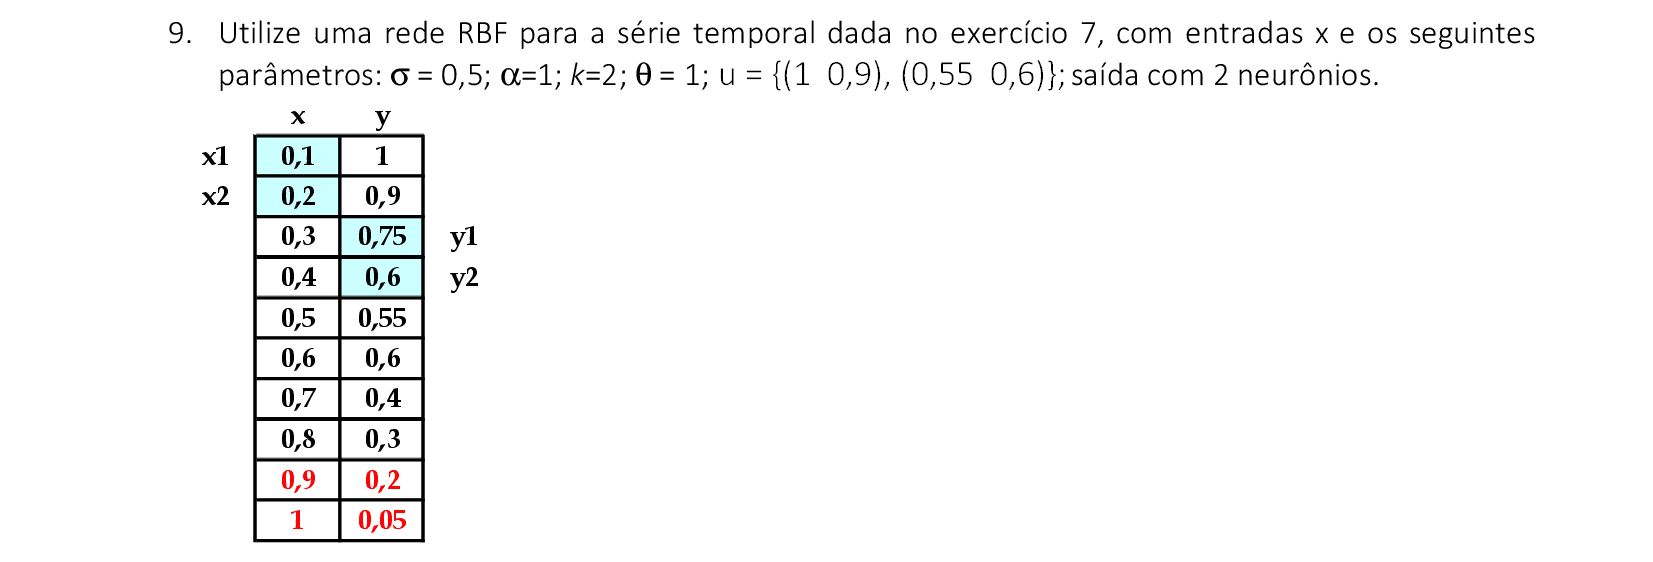 9. Utilize uma rede RBF para a série temporal dada no exercício 7, com entradas x e os seguintes
parâmetros: σ = 0,5; α=1; k=2; θ = 1; u = {(1 0,9), (0,55 0,6)}; saída com 2 neurônios.
x y
x1 0,1 1
x2 0,2 0,9
0,3 0,75 y1
0,4 0,6 y2
0,5 0,55
0,6 0,6
0,7 0,4
0,8 0,3
0,9 0,2
1 0,05